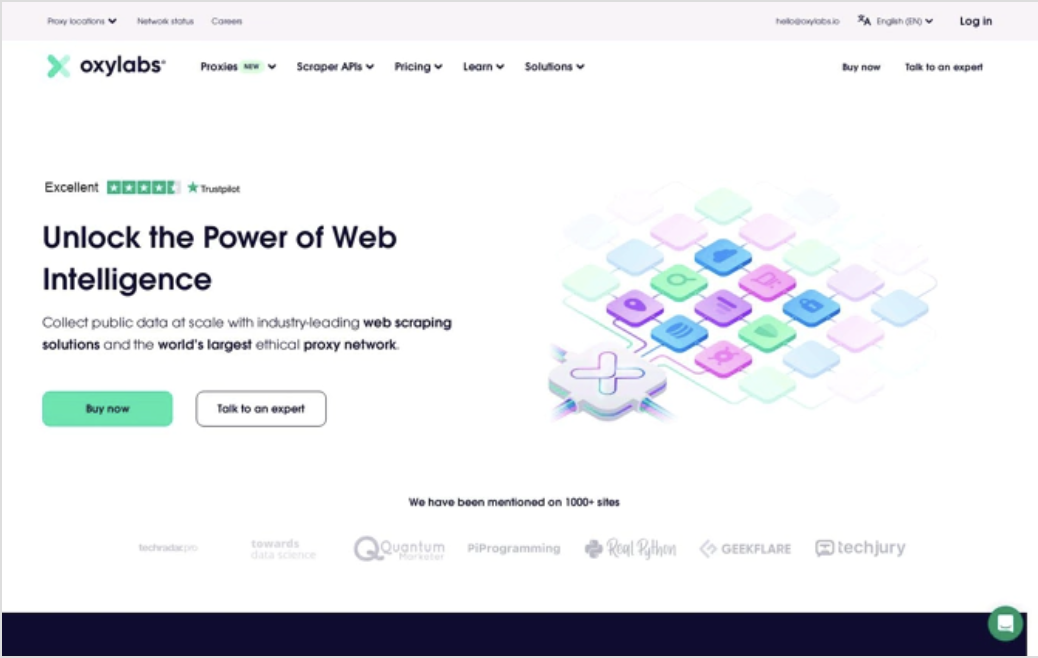 Proxy locations Network status Careers hello@oxylabs.io English (EN) Log in
oxylabs® Proxies NEW Scraper APIs Pricing Learn Solutions Buy now Talk to an expert
Excellent Trustpilot
Unlock the Power of Web
Intelligence
Collect public data at scale with industry-leading web scraping
solutions and the world's largest ethical proxy network.
Buy now Talk to an expert
We have been mentioned on 1000+ sites
techradar.pro towards data science Quantum Marketer PiProgramming Real Python GEEKFLARE techjury